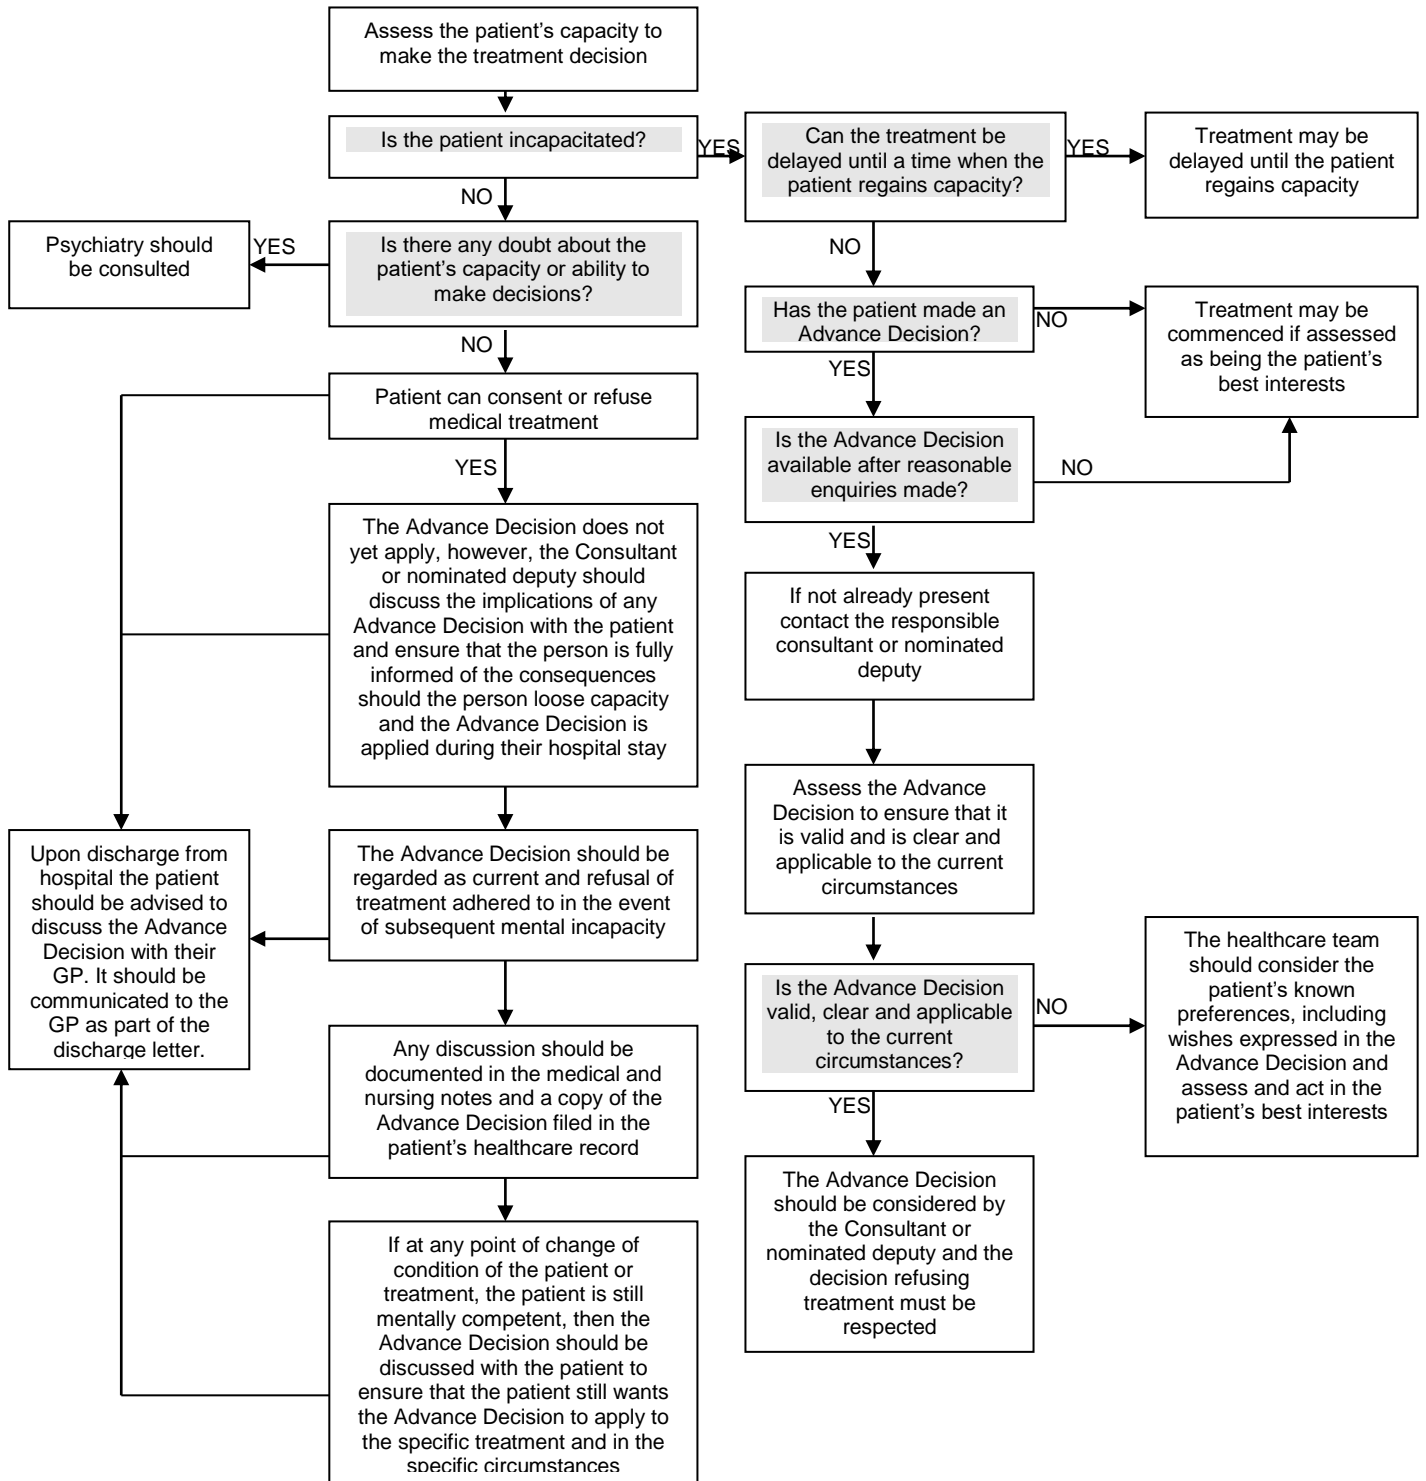 Assess the patient’s capacity to
make the treatment decision
Is the patient incapacitated?
YES
Can the treatment be
delayed until a time when the
patient regains capacity?
YES
Treatment may be
delayed until the patient
regains capacity
NO
NO
Psychiatry should
be consulted
YES
Is there any doubt about the
patient’s capacity or ability to
make decisions?
Has the patient made an
Advance Decision?
NO
Treatment may be
commenced if assessed
as being the patient’s
best interests
NO
YES
Patient can consent or refuse
medical treatment
Is the Advance Decision
available after reasonable
enquiries made?
NO
YES
YES
The Advance Decision does not
yet apply, however, the Consultant
or nominated deputy should
discuss the implications of any
Advance Decision with the patient
and ensure that the person is fully
informed of the consequences
should the person loose capacity
and the Advance Decision is
applied during their hospital stay
If not already present
contact the responsible
consultant or nominated
deputy
Assess the Advance
Decision to ensure that it
is valid and is clear and
applicable to the current
circumstances
Upon discharge from
hospital the patient
should be advised to
discuss the Advance
Decision with their
GP. It should be
communicated to the
GP as part of the
discharge letter.
The Advance Decision should be
regarded as current and refusal of
treatment adhered to in the event
of subsequent mental incapacity
Is the Advance Decision
valid, clear and applicable
to the current
circumstances?
NO
The healthcare team
should consider the
patient’s known
preferences, including
wishes expressed in the
Advance Decision and
assess and act in the
patient’s best interests
Any discussion should be
documented in the medical and
nursing notes and a copy of the
Advance Decision filed in the
patient’s healthcare record
YES
The Advance Decision
should be considered by
the Consultant or
nominated deputy and the
decision refusing
treatment must be
respected
If at any point of change of
condition of the patient or
treatment, the patient is still
mentally competent, then the
Advance Decision should be
discussed with the patient to
ensure that the patient still wants
the Advance Decision to apply to
the specific treatment and in the
specific circumstances